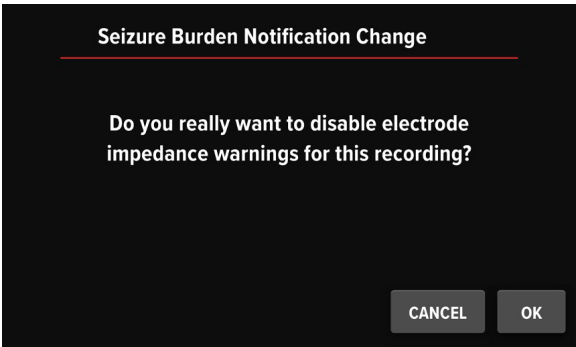 Seizure Burden Notification Change
Do you really want to disable electrode
impedance warnings for this recording?
CANCEL OK